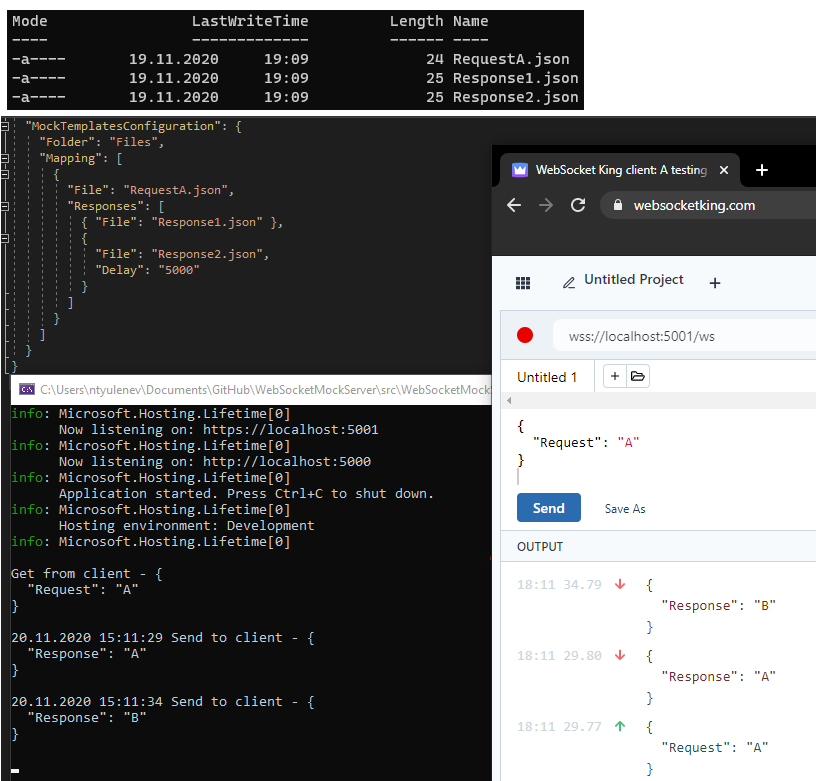 Mode LastWriteTime Length Name
---- ------------- ------ ----
-a---- 19.11.2020 19:09 24 RequestA.json
-a---- 19.11.2020 19:09 25 Response1.json
-a---- 19.11.2020 19:09 25 Response2.json
"MockTemplatesConfiguration": {
"Folder": "Files",
"Mapping": [
{
"File": "RequestA.json",
"Responses": [
{ "File": "Response1.json" },
{
"File": "Response2.json",
"Delay": "5000"
}
]
}
]
}
}
C:\Users\ntyulenev\Documents\GitHub\WebSocketMockServer\src\WebSocketMockS
info: Microsoft.Hosting.Lifetime[0]
Now listening on: https://localhost:5001
info: Microsoft.Hosting.Lifetime[0]
Now listening on: http://localhost:5000
info: Microsoft.Hosting.Lifetime[0]
Application started. Press Ctrl+C to shut down.
info: Microsoft.Hosting.Lifetime[0]
Hosting environment: Development
info: Microsoft.Hosting.Lifetime[0]
Get from client - {
"Request": "A"
}
20.11.2020 15:11:29 Send to client - {
"Response": "A"
}
20.11.2020 15:11:34 Send to client - {
"Response": "B"
}
WebSocket King client: A testing
websocketking.com
Untitled Project
wss://localhost:5001/ws
Untitled 1
{
"Request": "A"
}
Send Save As
OUTPUT
18:11 34.79 {
"Response": "B"
}
18:11 29.80 {
"Response": "A"
}
18:11 29.77 {
"Request": "A"
}